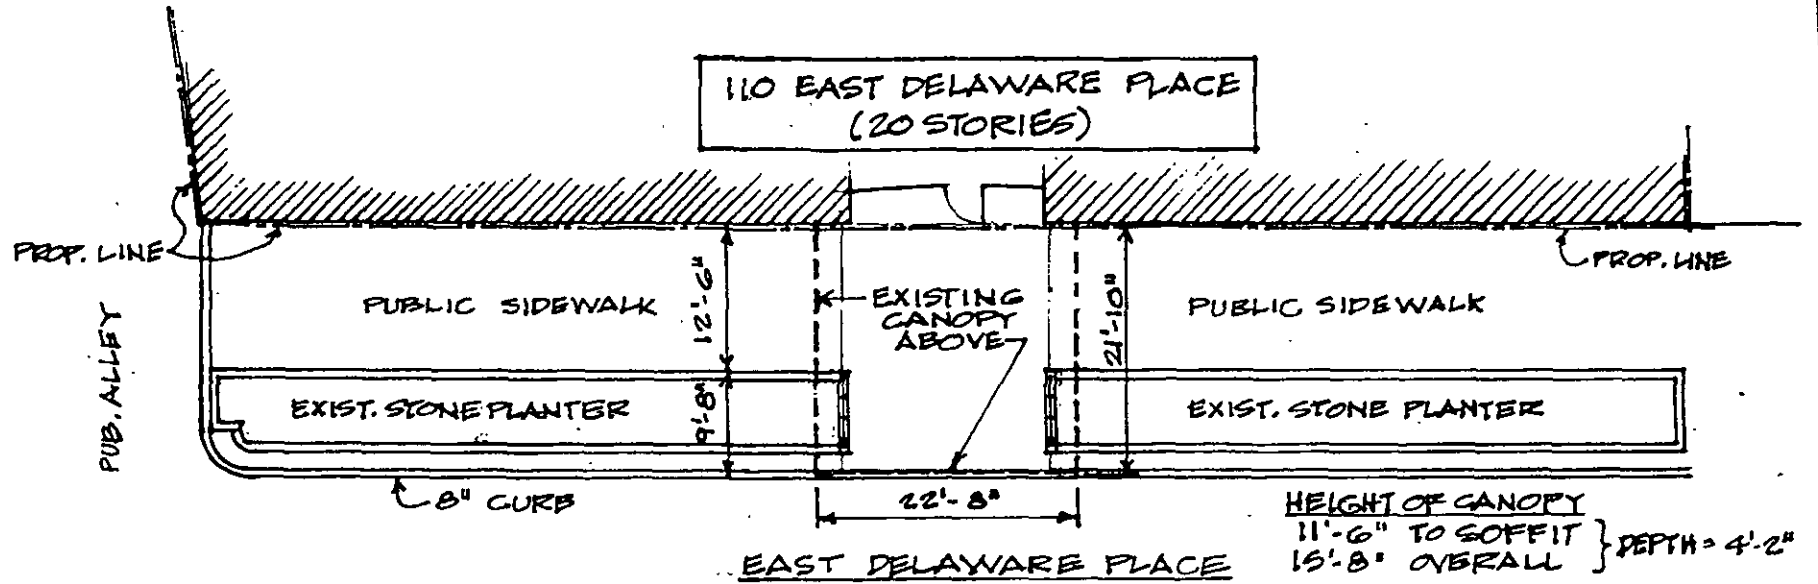 110 EAST DELAWARE PLACE
(20 STORIES)
PROP. LINE
PROP. LINE
PUB. ALLEY
PUBLIC SIDEWALK
12'-6"
EXISTING
CANOPY
ABOVE
21'-10"
PUBLIC SIDEWALK
EXIST. STONE PLANTER
9'-8"
EXIST. STONE PLANTER
8" CURB
22'-8"
HEIGHT OF CANOPY
11'-6" TO SOFFIT
15'-8" OVERALL } DEPTH = 4'-2"
EAST DELAWARE PLACE